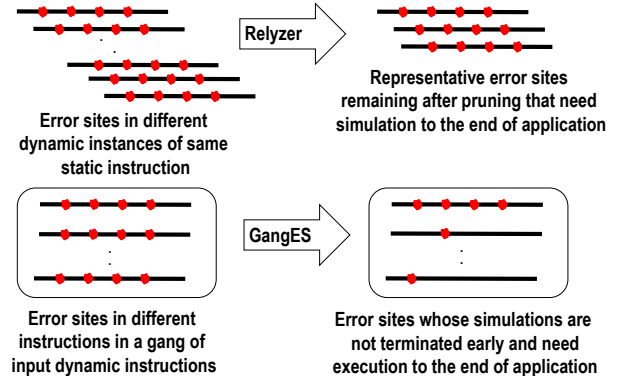 Relyzer
Error sites in different
dynamic instances of same
static instruction
Representative error sites
remaining after pruning that need
simulation to the end of application
GangES
Error sites in different
instructions in a gang of
input dynamic instructions
Error sites whose simulations are
not terminated early and need
execution to the end of application